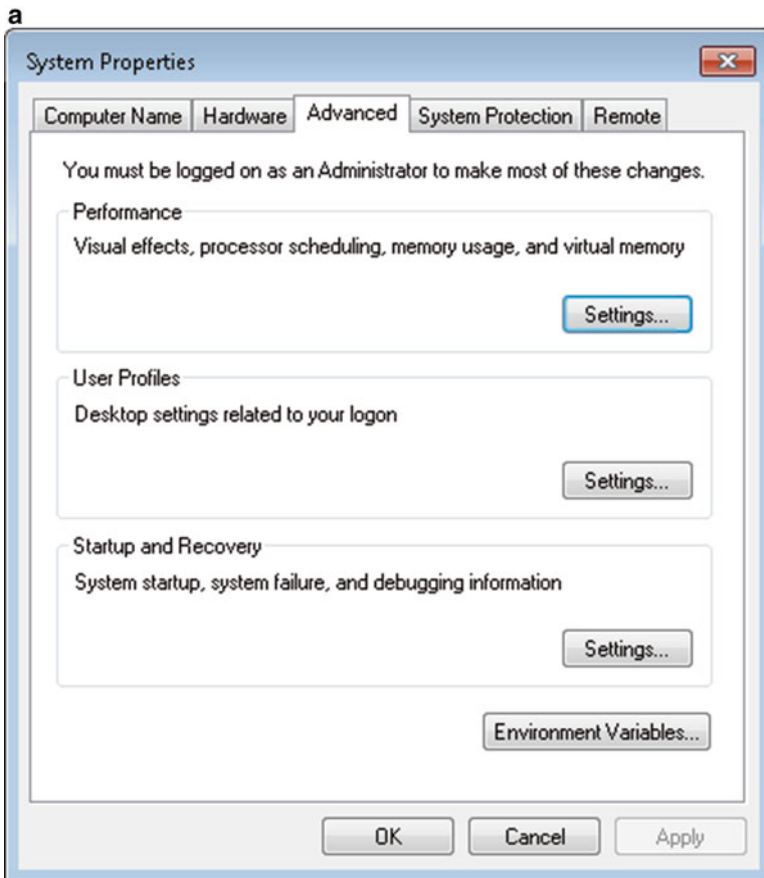 a
System Properties
Computer Name Hardware Advanced System Protection Remote
You must be logged on as an Administrator to make most of these changes.
Performance
Visual effects, processor scheduling, memory usage, and virtual memory
Settings...
User Profiles
Desktop settings related to your logon
Settings...
Startup and Recovery
System startup, system failure, and debugging information
Settings...
Environment Variables...
OK Cancel Apply